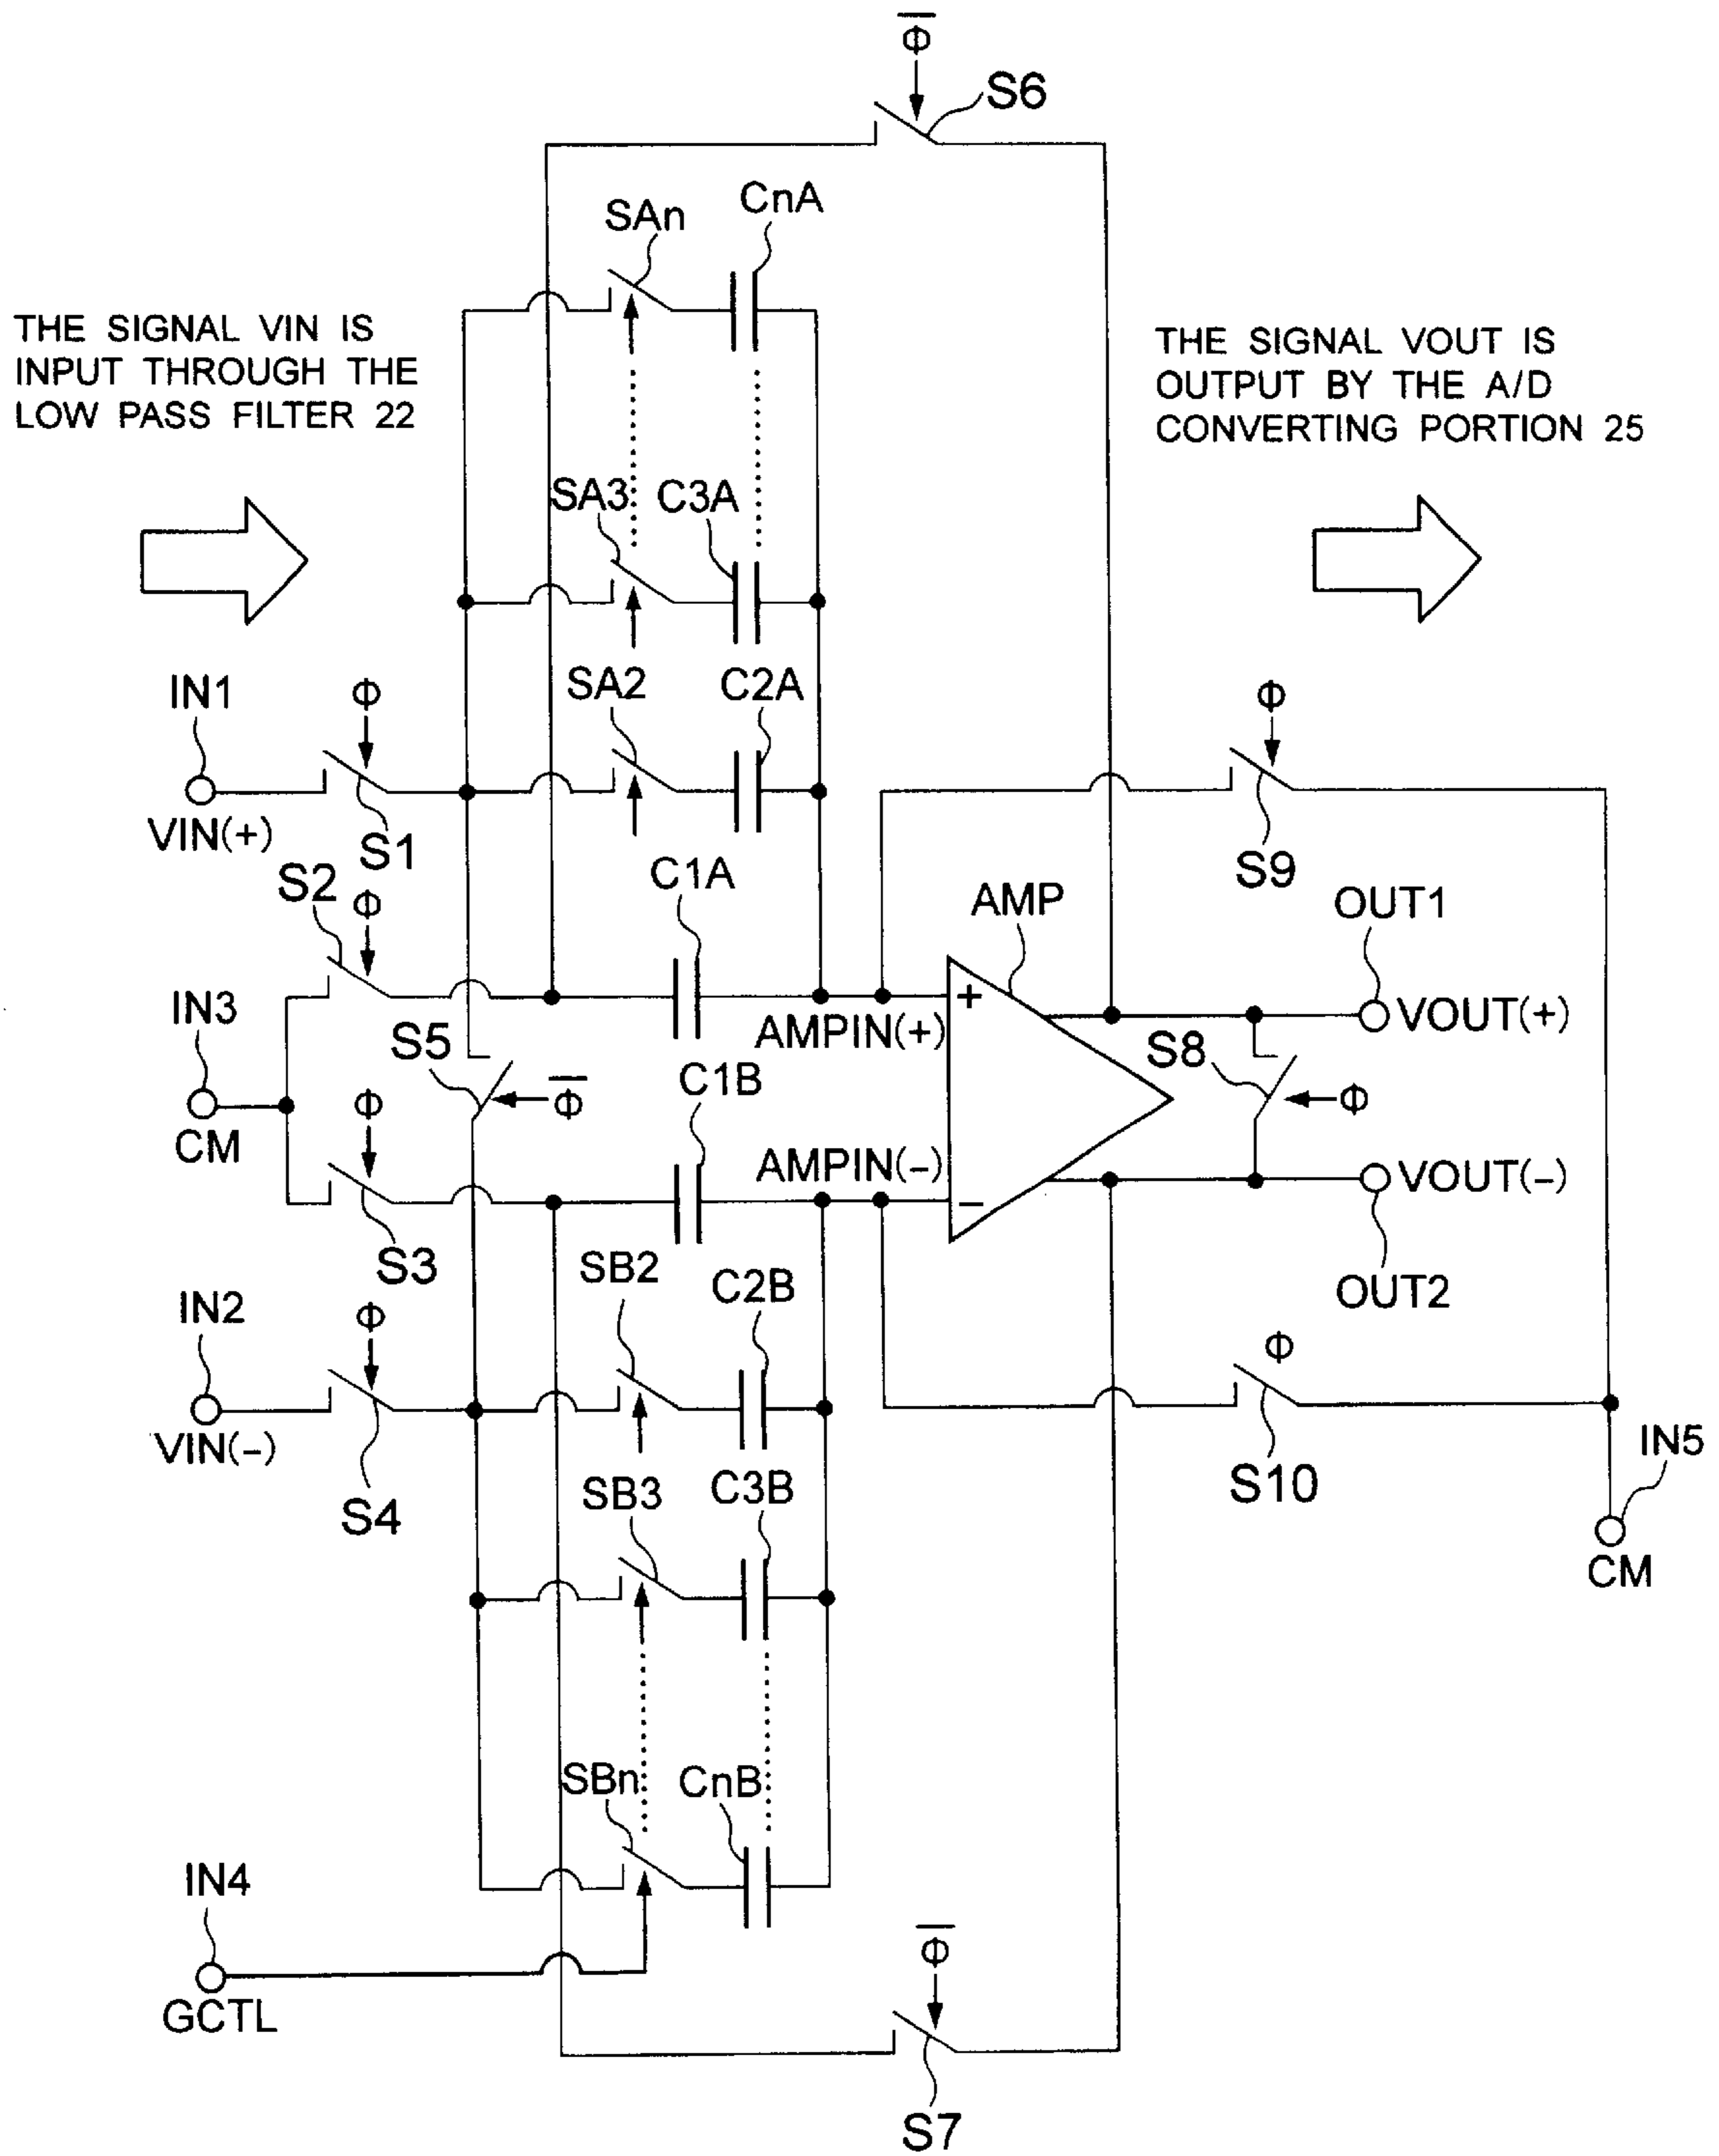 Φ̅
S6
CnA
SAn
THE SIGNAL VIN IS
INPUT THROUGH THE
LOW PASS FILTER 22
THE SIGNAL VOUT IS
OUTPUT BY THE A/D
CONVERTING PORTION 25
SA3
C3A
SA2
C2A
IN1
Φ
Φ
VIN(+)
S1
S9
S2
Φ
C1A
AMP
OUT1
IN3
+
AMPIN(+)
VOUT(+)
S5
S8
C1B
Φ̅
Φ
Φ
CM
AMPIN(−)
VOUT(−)
−
S3
SB2
C2B
OUT2
IN2
Φ
Φ
VIN(−)
IN5
S4
SB3
C3B
S10
CM
SBn
CnB
IN4
Φ̅
GCTL
S7